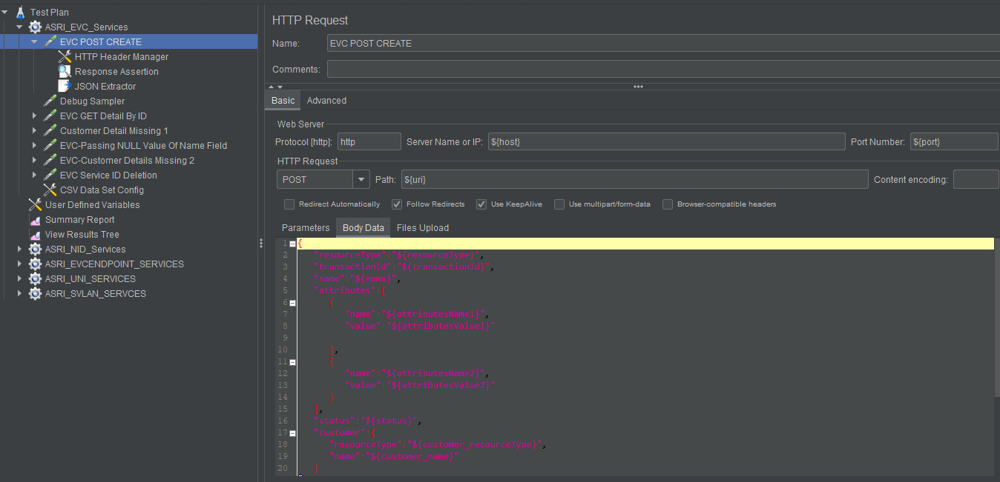 Test Plan
ASRI_EVC_Services
EVC POST CREATE
HTTP Header Manager
Response Assertion
JSON Extractor
Debug Sampler
EVC GET Detail By ID
Customer Detail Missing 1
EVC-Passing NULL Value Of Name Field
EVC-Customer Details Missing 2
EVC Service ID Deletion
CSV Data Set Config
User Defined Variables
Summary Report
View Results Tree
ASRI_NID_Services
ASRI_EVCENDPOINT_SERVICES
ASRI_UNI_SERVICES
ASRI_SVLAN_SERVCES
HTTP Request
Name: EVC POST CREATE
Comments:
Basic Advanced
Web Server
Protocol [http]: http Server Name or IP: ${host} Port Number: ${port}
HTTP Request
POST Path: ${uri} Content encoding:
Redirect Automatically Follow Redirects Use KeepAlive Use multipart/form-data Browser-compatible headers
Parameters Body Data Files Upload
1 {
2 "resourceType":"${resourceType}",
3 "transactionId":"${transactionId}",
4 "name":"${name}",
5 "attributes":[
6 {
7 "name":"${attributesName1}",
8 "value":"${attributesValue1}"
9
10 },
11 {
12 "name":"${attributesName2}",
13 "value":"${attributesValue2}"
14 }
15 ],
16 "status":"${status}",
17 "customer":{
18 "resourceType":"${customer_resourceType}",
19 "name":"${customer_name}"
20 }